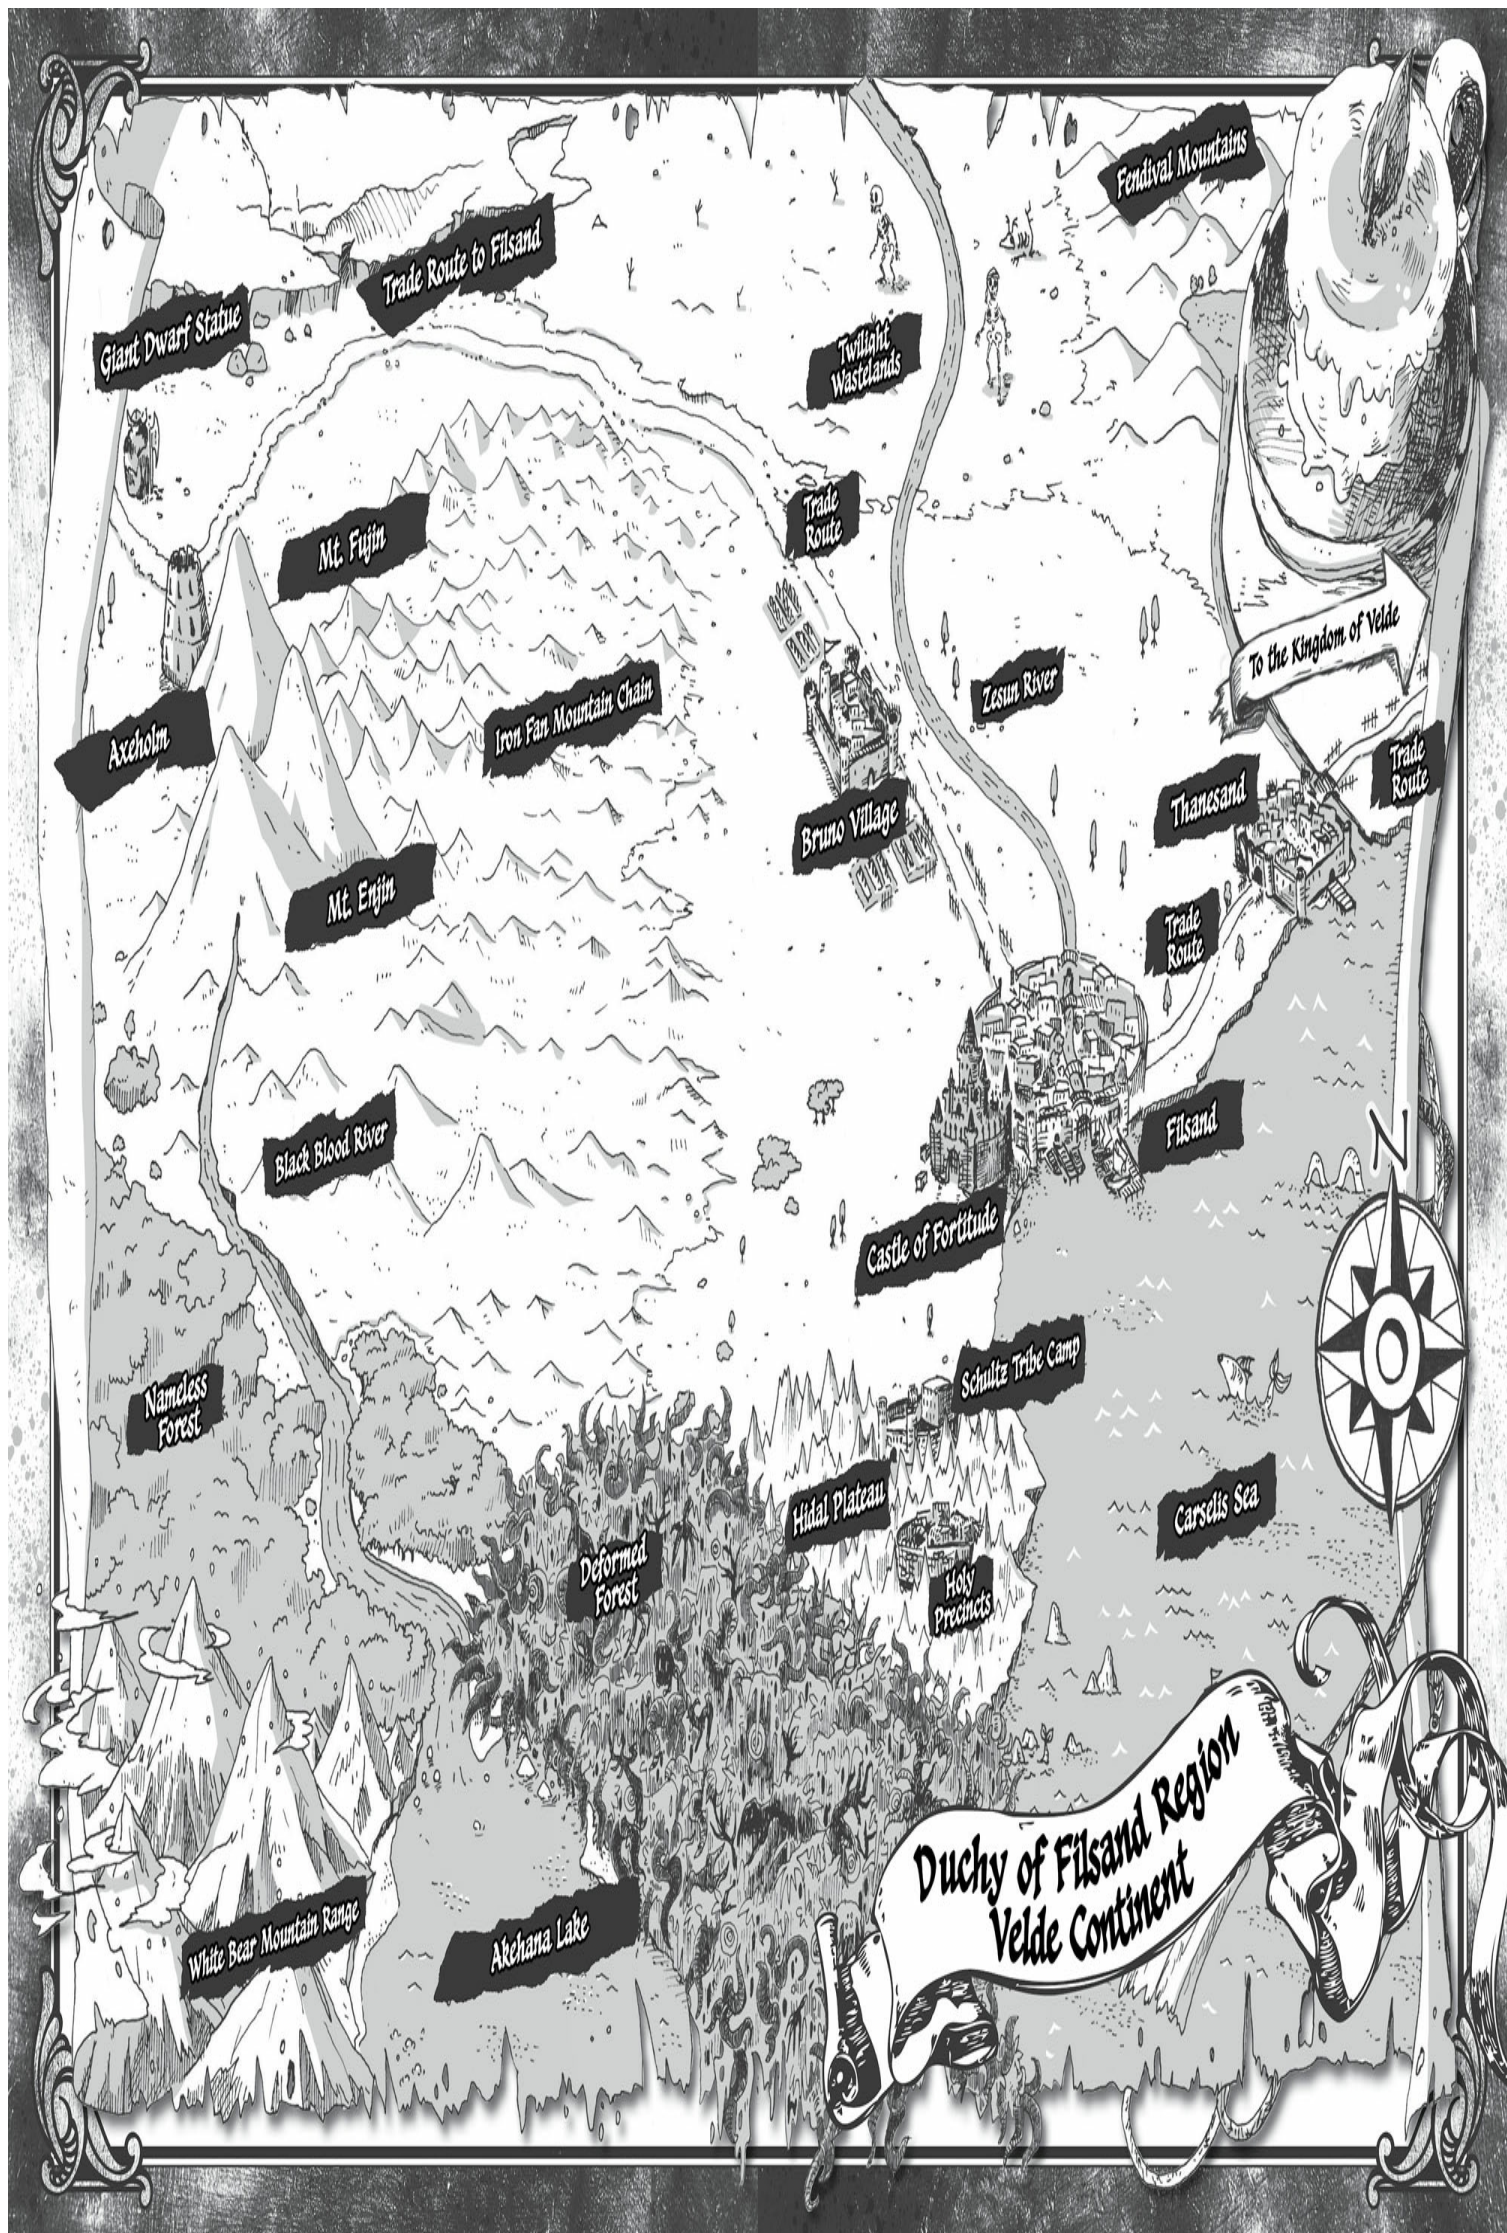 Fendival Mountains
Trade Route to Filsand
Giant Dwarf Statue
Twilight
Wastelands
Trade
Route
Mt. Fujin
To the Kingdom of Velde
Zesun River
Iron Fan Mountain Chain
Axeholm
Trade
Route
Thanesand
Bruno Village
Mt. Enjin
Trade
Route
Filsand
Black Blood River
N
Castle of Fortitude
Schultz Tribe Camp
Nameless
Forest
Hidal Plateau
Carselis Sea
Deformed
Forest
Holy
Precincts
Duchy of Filsand Region
Velde Continent
White Bear Mountain Range
Akehana Lake